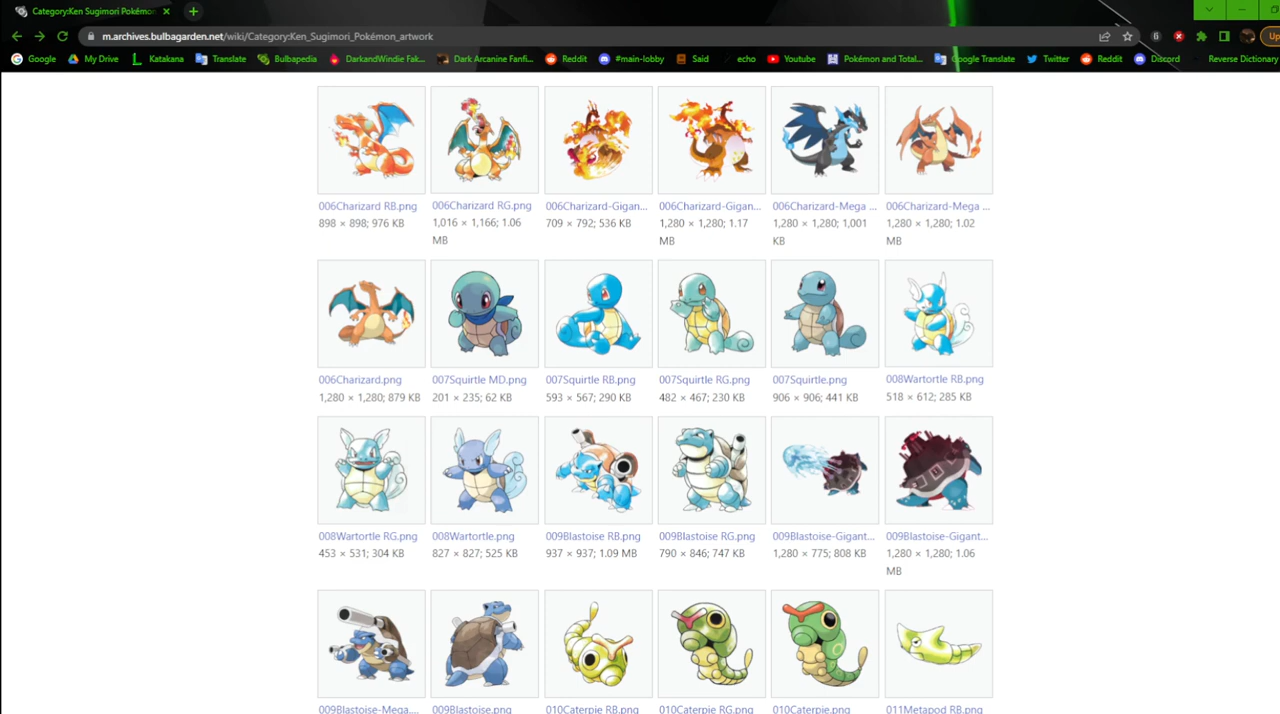 Category:Ken Sugimori Pokémon
m.archives.bulbagarden.net/wiki/Category:Ken_Sugimori_Pokémon_artwork
Up
Google My Drive Katakana Translate Bulbapedia DarkandWindie Fak... Dark Arcanine Fanfi... Reddit #main-lobby Said echo Youtube Pokémon and Total... Google Translate Twitter Reddit Discord Reverse Dictionary
006Charizard RB.png 006Charizard RG.png 006Charizard-Gigan... 006Charizard-Gigan... 006Charizard-Mega ... 006Charizard-Mega ...
898 × 898; 976 KB 1,016 × 1,166; 1.06 709 × 792; 536 KB 1,280 × 1,280; 1.17 1,280 × 1,280; 1,001 1,280 × 1,280; 1.02
MB MB KB MB
006Charizard.png 007Squirtle MD.png 007Squirtle RB.png 007Squirtle RG.png 007Squirtle.png 008Wartortle RB.png
1,280 × 1,280; 879 KB 201 × 235; 62 KB 593 × 567; 290 KB 482 × 467; 230 KB 906 × 906; 441 KB 518 × 612; 285 KB
008Wartortle RG.png 008Wartortle.png 009Blastoise RB.png 009Blastoise RG.png 009Blastoise-Gigant... 009Blastoise-Gigant...
453 × 531; 304 KB 827 × 827; 525 KB 937 × 937; 1.09 MB 790 × 846; 747 KB 1,280 × 775; 808 KB 1,280 × 1,280; 1.06
MB
009Blastoise-Mega.... 009Blastoise.png 010Caterpie RB.png 010Caterpie RG.png 010Caterpie.png 011Metapod RB.png